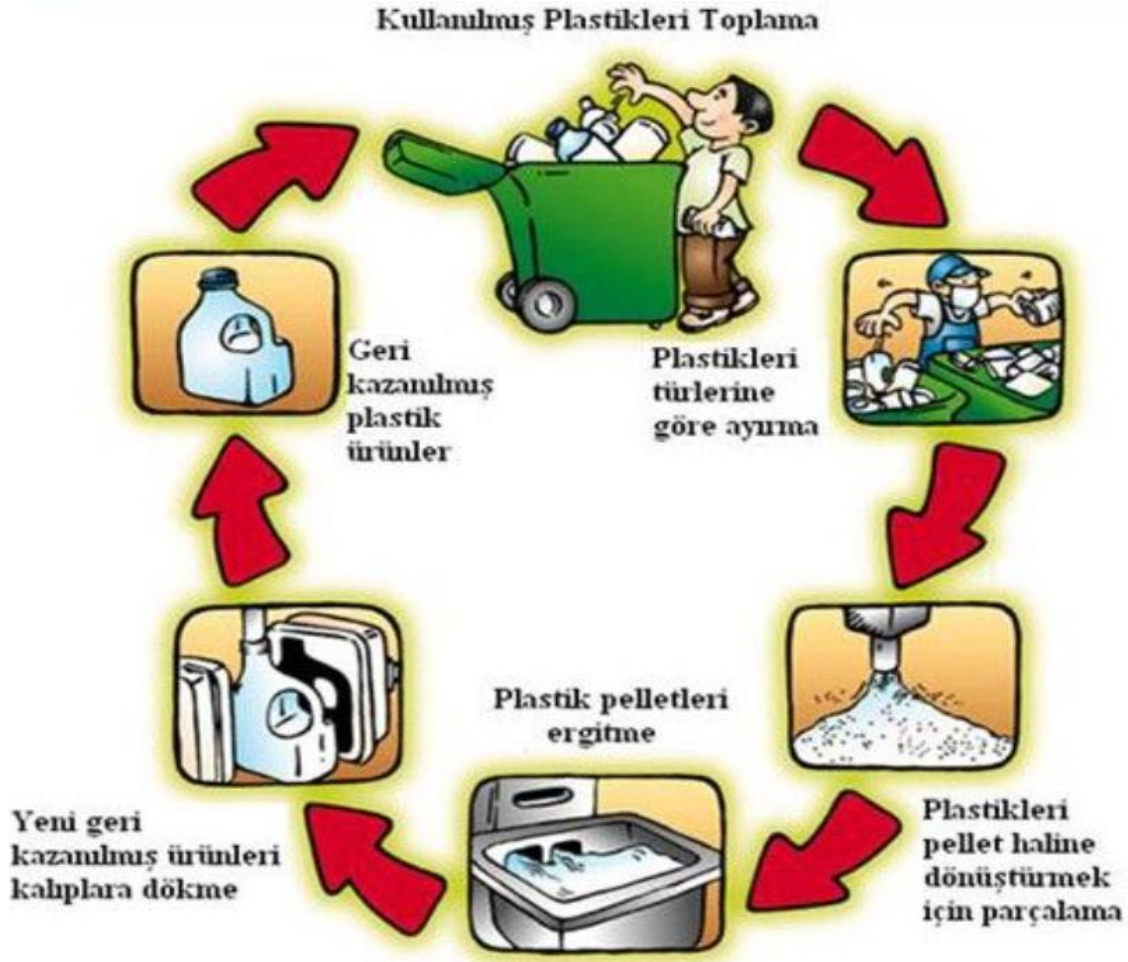 Kullanılmış Plastikleri Toplama
Plastikleri
türlerine
göre ayırma
Plastikleri
pellet haline
dönüştürmek
için parçalama
Plastik pelletleri
ergitme
Yeni geri
kazanılmış ürünleri
kalıplara dökme
Geri
kazanılmış
plastik
ürünler